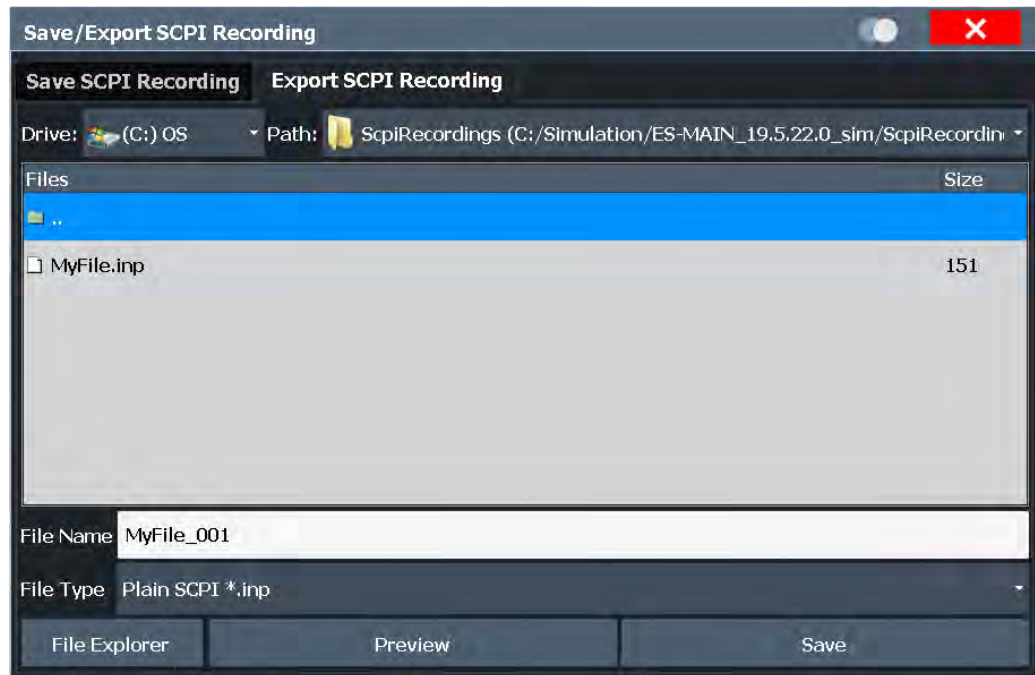 Save/Export SCPI Recording
Save SCPI Recording Export SCPI Recording
Drive: (C:) OS Path: ScpiRecordings (C:/Simulation/ES-MAIN_19.5.22.0_sim/ScpiRecordin
Files Size
..
MyFile.inp 151
File Name MyFile_001
File Type Plain SCPI *.inp
File Explorer Preview Save